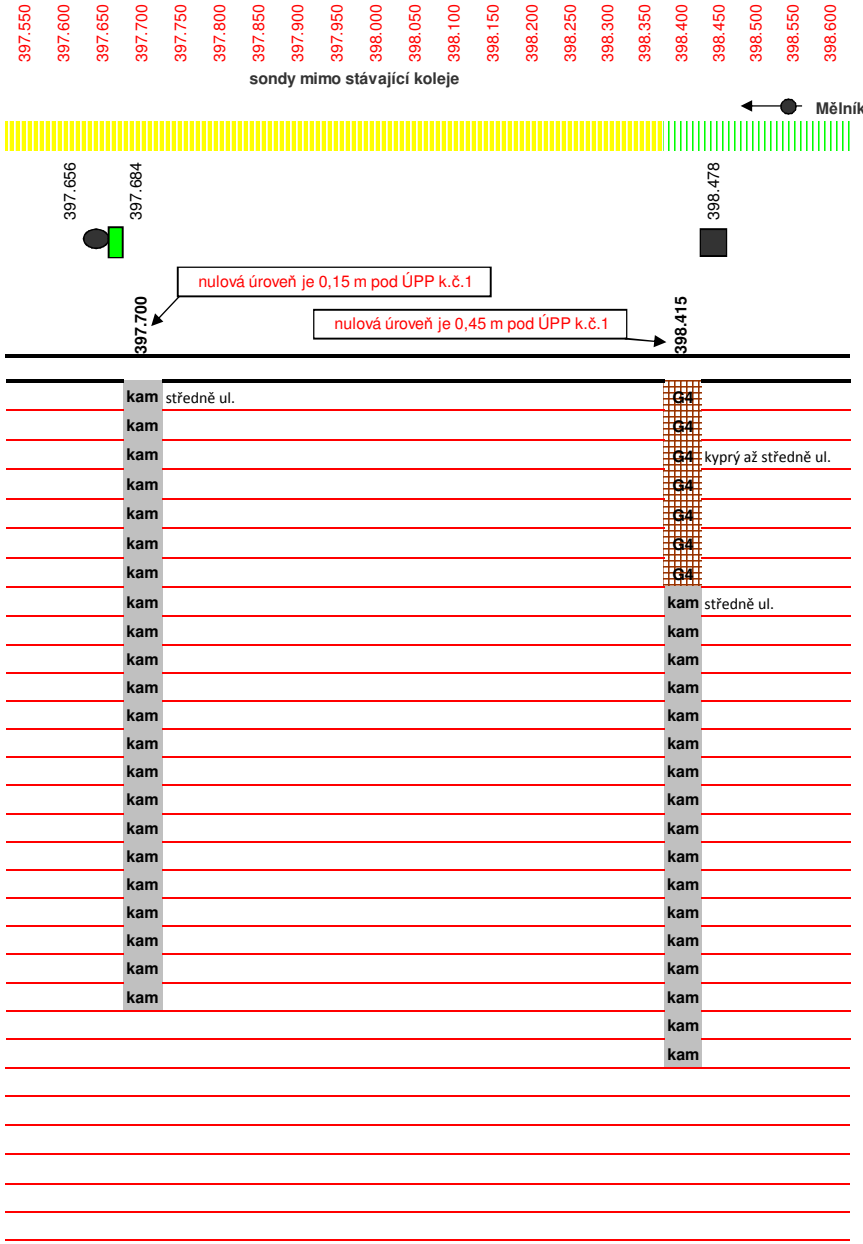 397.550
397.600
397.650
397.700
397.750
397.800
397.850
397.900
397.950
398.000
398.050
398.100
398.150
398.200
398.250
398.300
398.350
398.400
398.450
398.500
398.550
398.600
sondy mimo stávající koleje
Mělník
397.656
397.684
398.478
nulová úroveň je 0,15 m pod ÚPP k.č.1
nulová úroveň je 0,45 m pod ÚPP k.č.1
397.700
398.415
kam středně ul. G4
kam G4
kam G4 kyprý až středně ul.
kam G4
kam G4
kam G4
kam G4
kam kam středně ul.
kam kam
kam kam
kam kam
kam kam
kam kam
kam kam
kam kam
kam kam
kam kam
kam kam
kam kam
kam kam
kam kam
kam kam
kam
kam